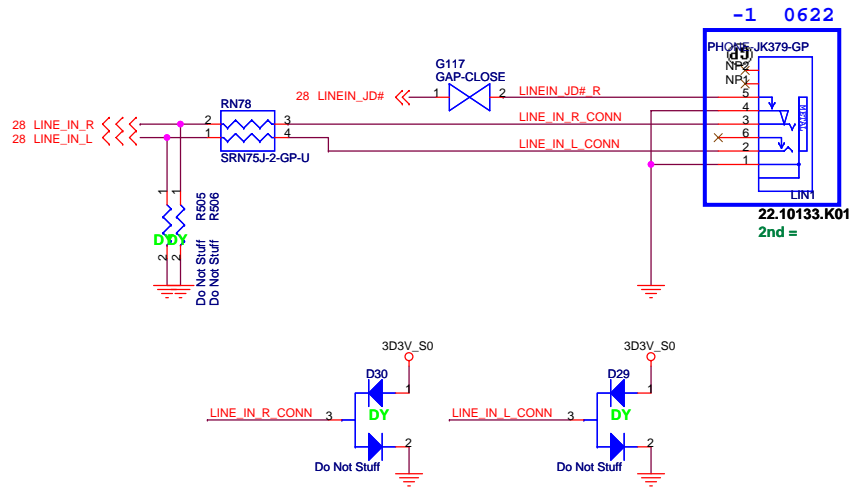 -1 0622
PHONE-JK379-GP
NP2
NP1
G117
GAP-CLOSE
28 LINEIN_JD# 1 2 LINEIN_JD#_R 5
4
RN78
28 LINE_IN_R 2 3 LINE_IN_R_CONN 3
6
28 LINE_IN_L 1 4 LINE_IN_L_CONN 2
1
SRN75J-2-GP-U
METAL
LIN1
22.10133.K01
2nd =
1 1
R505
R506
DY DY
2 2
Do Not Stuff
Do Not Stuff
3D3V_S0
D30
1
LINE_IN_R_CONN 3
DY
2
Do Not Stuff
3D3V_S0
D29
1
LINE_IN_L_CONN 3
DY
2
Do Not Stuff